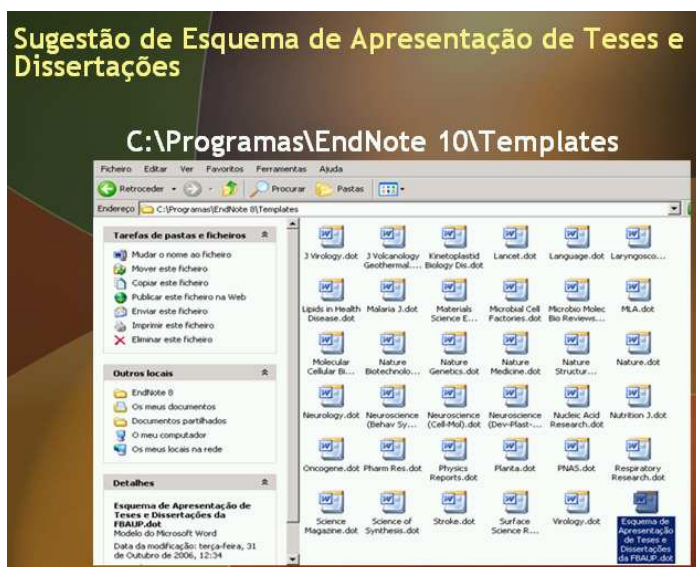 Sugestão de Esquema de Apresentação de Teses e
Dissertações
C:\Programas\EndNote 10\Templates
Ficheiro Editar Ver Favoritos Ferramentas Ajuda
Retroceder Procurar Pastas
Endereço C:\Programas\EndNote 8\Templates
Tarefas de pastas e ficheiros
Mudar o nome ao ficheiro
Mover este ficheiro
Copiar este ficheiro
Publicar este ficheiro na Web
Enviar este ficheiro
Imprimir este ficheiro
Eliminar este ficheiro
Outros locais
EndNote 8
Os meus documentos
Documentos partilhados
O meu computador
Os meus locais na rede
Detalhes
Esquema de Apresentação de
Teses e Dissertações da
FBAUP.dot
Modelo do Microsoft Word
Data da modificação: terça-feira, 31
de Outubro de 2006, 12:34
J Virology.dot J Volcanology Kinetoplastid Lancet.dot Language.dot Laryngosco...
Geothermal.... Biology Dis.dot
Lipids in Health Malaria J.dot Materials Microbial Cell Microbio Molec MLA.dot
Disease.dot Science E... Factories.dot Bio Reviews...
Molecular Nature Nature Nature Nature Nature.dot
Cellular Bi... Biotechnolo... Genetics.dot Medicine.dot Structur...
Neurology.dot Neuroscience Neuroscience Neuroscience Nucleic Acid Nutrition J.dot
(Behav Sy... (Cell-Mol).dot (Dev-Plast-... Research.dot
Oncogene.dot Pharm Res.dot Physics Planta.dot PNAS.dot Respiratory
Reports.dot Research.dot
Science Science of Stroke.dot Surface Virology.dot Esquema de
Magazine.dot Synthesis.dot Science R... Apresentação
de Teses e
Dissertações
da FBAUP.dot